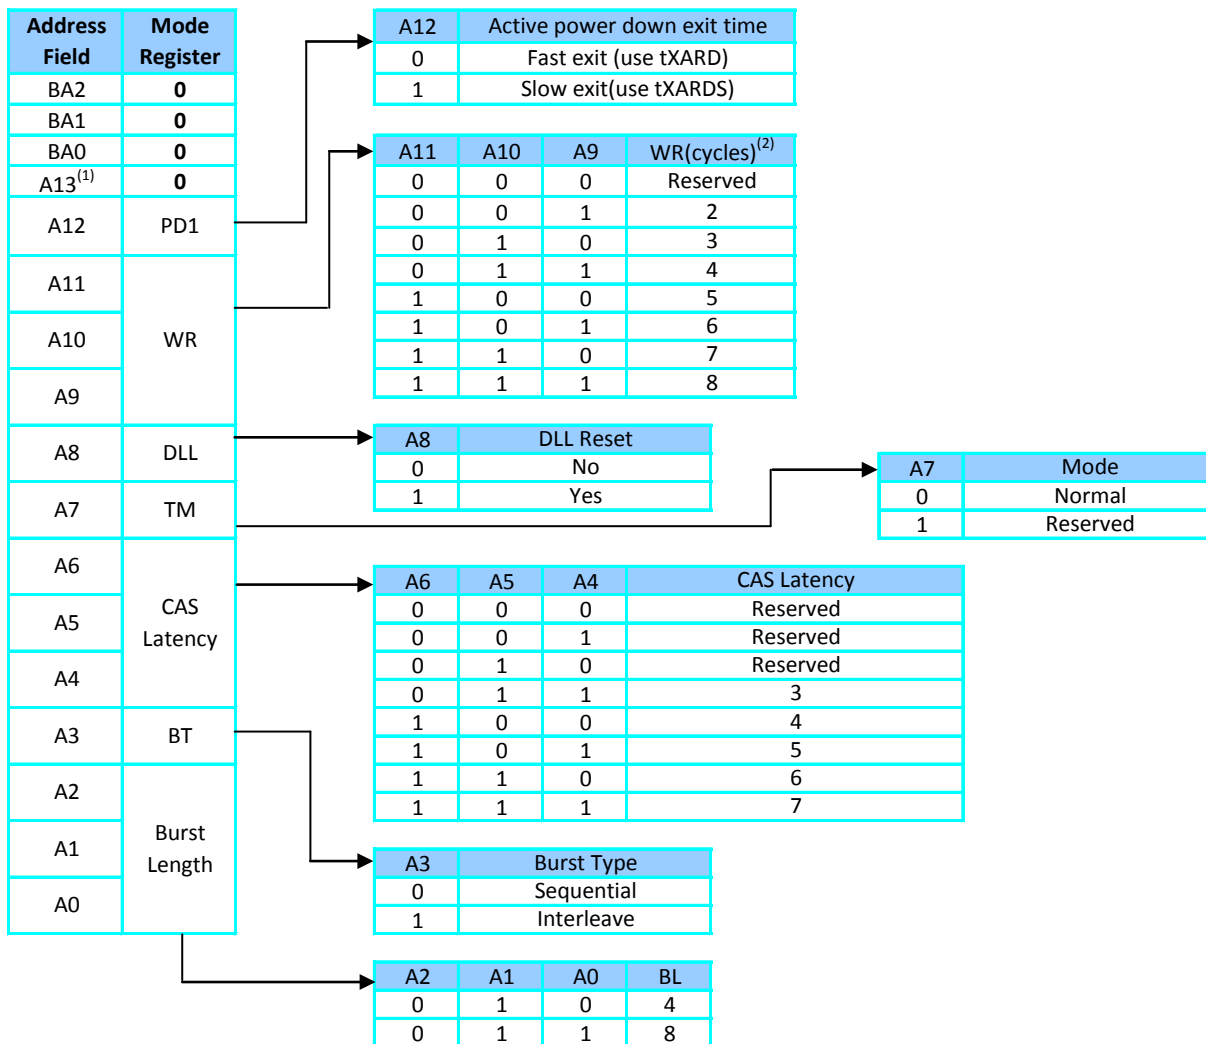 Address Field Mode Register
BA2 0
BA1 0
BA0 0
A13(1) 0
A12 PD1
A11
A10 WR
A9
A8 DLL
A7 TM
A6
A5 CAS Latency
A4
A3 BT
A2
A1 Burst Length
A0
A12 Active power down exit time
0 Fast exit (use tXARD)
1 Slow exit(use tXARDS)
A11 A10 A9 WR(cycles)(2)
0 0 0 Reserved
0 0 1 2
0 1 0 3
0 1 1 4
1 0 0 5
1 0 1 6
1 1 0 7
1 1 1 8
A8 DLL Reset
0 No
1 Yes
A7 Mode
0 Normal
1 Reserved
A6 A5 A4 CAS Latency
0 0 0 Reserved
0 0 1 Reserved
0 1 0 Reserved
0 1 1 3
1 0 0 4
1 0 1 5
1 1 0 6
1 1 1 7
A3 Burst Type
0 Sequential
1 Interleave
A2 A1 A0 BL
0 1 0 4
0 1 1 8